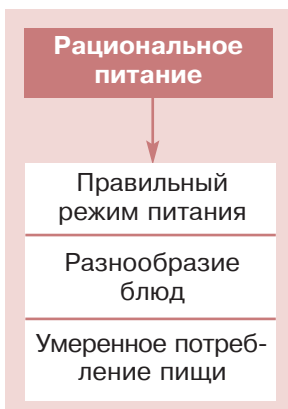 Рациональное
питание
Правильный
режим питания
Разнообразие
блюд
Умеренное потреб-
ление пищи